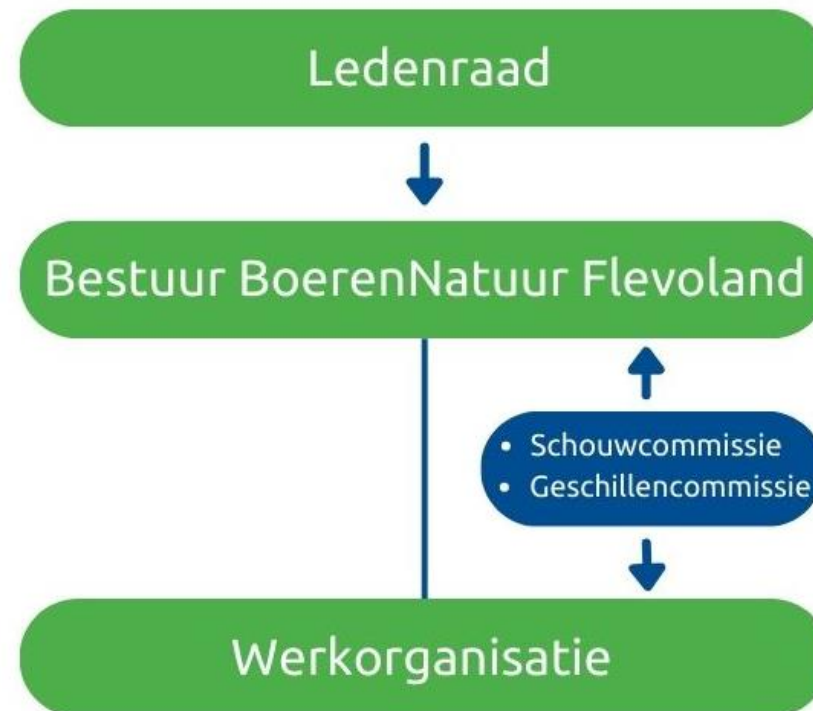 Ledenraad
Bestuur BoerenNatuur Flevoland
• Schouwcommissie
• Geschillencommissie
Werkorganisatie